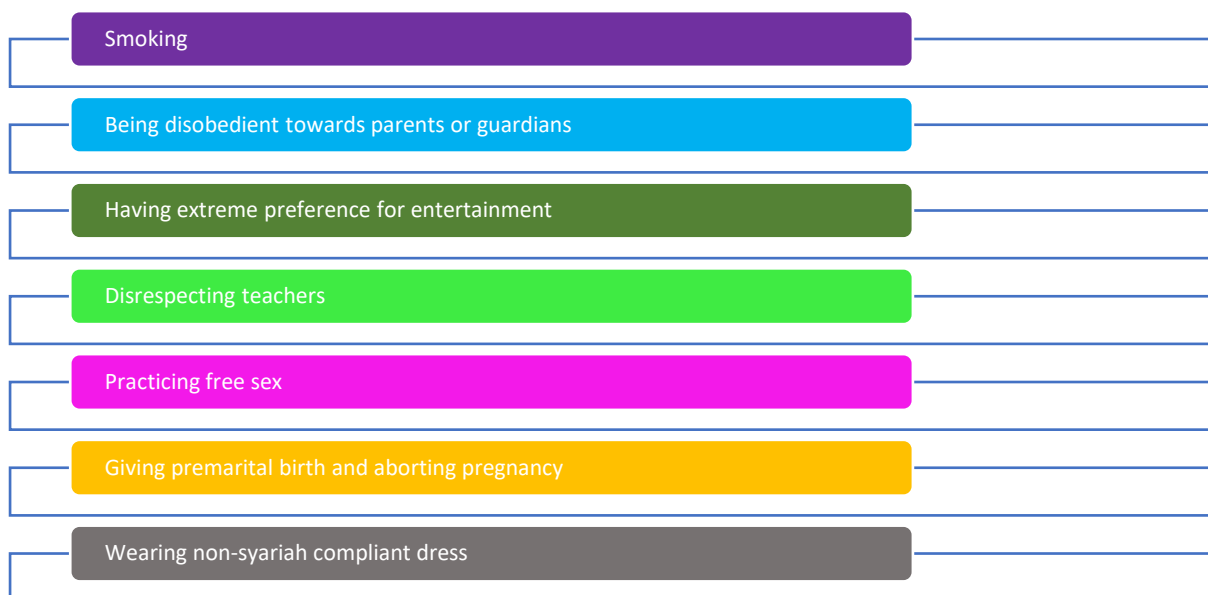 Smoking
Being disobedient towards parents or guardians
Having extreme preference for entertainment
Disrespecting teachers
Practicing free sex
Giving premarital birth and aborting pregnancy
Wearing non-syariah compliant dress